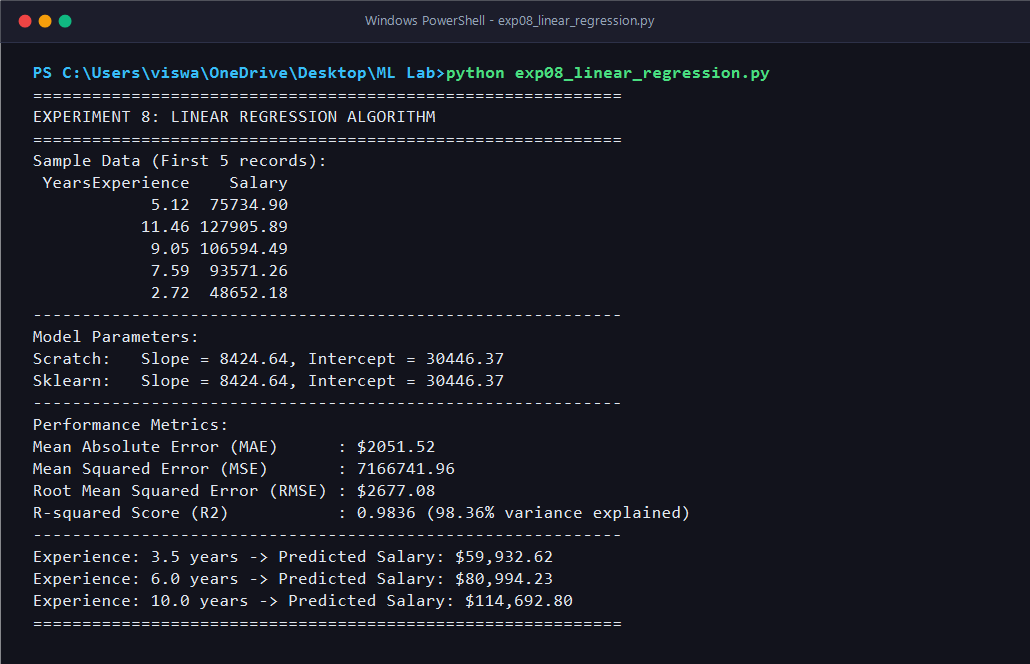 Windows PowerShell - exp08_linear_regression.py
PS C:\Users\viswa\OneDrive\Desktop\ML Lab>python exp08_linear_regression.py
============================================================
EXPERIMENT 8: LINEAR REGRESSION ALGORITHM
============================================================
Sample Data (First 5 records):
 YearsExperience    Salary
            5.12  75734.90
           11.46 127905.89
            9.05 106594.49
            7.59  93571.26
            2.72  48652.18
------------------------------------------------------------
Model Parameters:
Scratch:   Slope = 8424.64, Intercept = 30446.37
Sklearn:   Slope = 8424.64, Intercept = 30446.37
------------------------------------------------------------
Performance Metrics:
Mean Absolute Error (MAE)      : $2051.52
Mean Squared Error (MSE)       : 7166741.96
Root Mean Squared Error (RMSE) : $2677.08
R-squared Score (R2)           : 0.9836 (98.36% variance explained)
------------------------------------------------------------
Experience: 3.5 years -> Predicted Salary: $59,932.62
Experience: 6.0 years -> Predicted Salary: $80,994.23
Experience: 10.0 years -> Predicted Salary: $114,692.80
============================================================